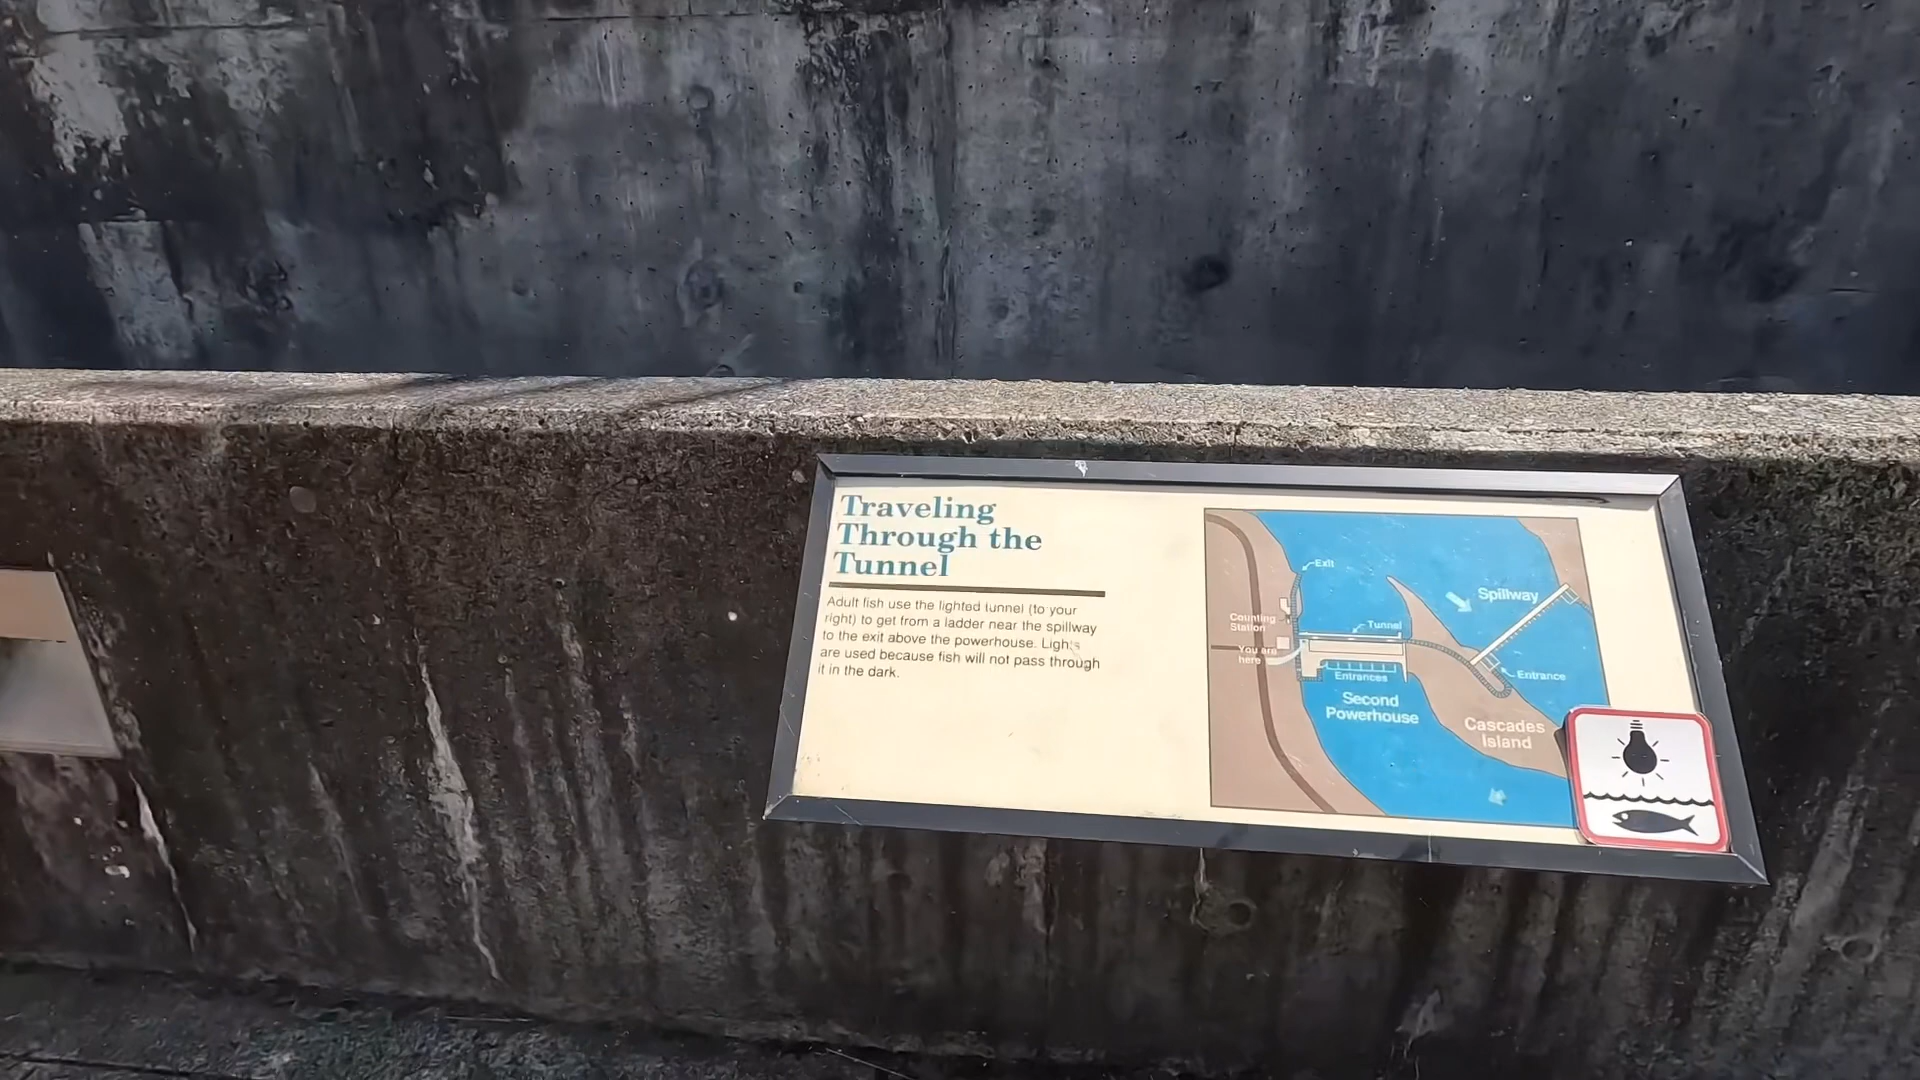 Traveling
Through the
Tunnel
Adult fish use the lighted tunnel (to your
right) to get from a ladder near the spillway
to the exit above the powerhouse. Lights
are used because fish will not pass through
it in the dark.
Exit
Spillway
Counting
Station
Tunnel
You are
here
Entrances
Entrance
Second
Powerhouse
Cascades
Island